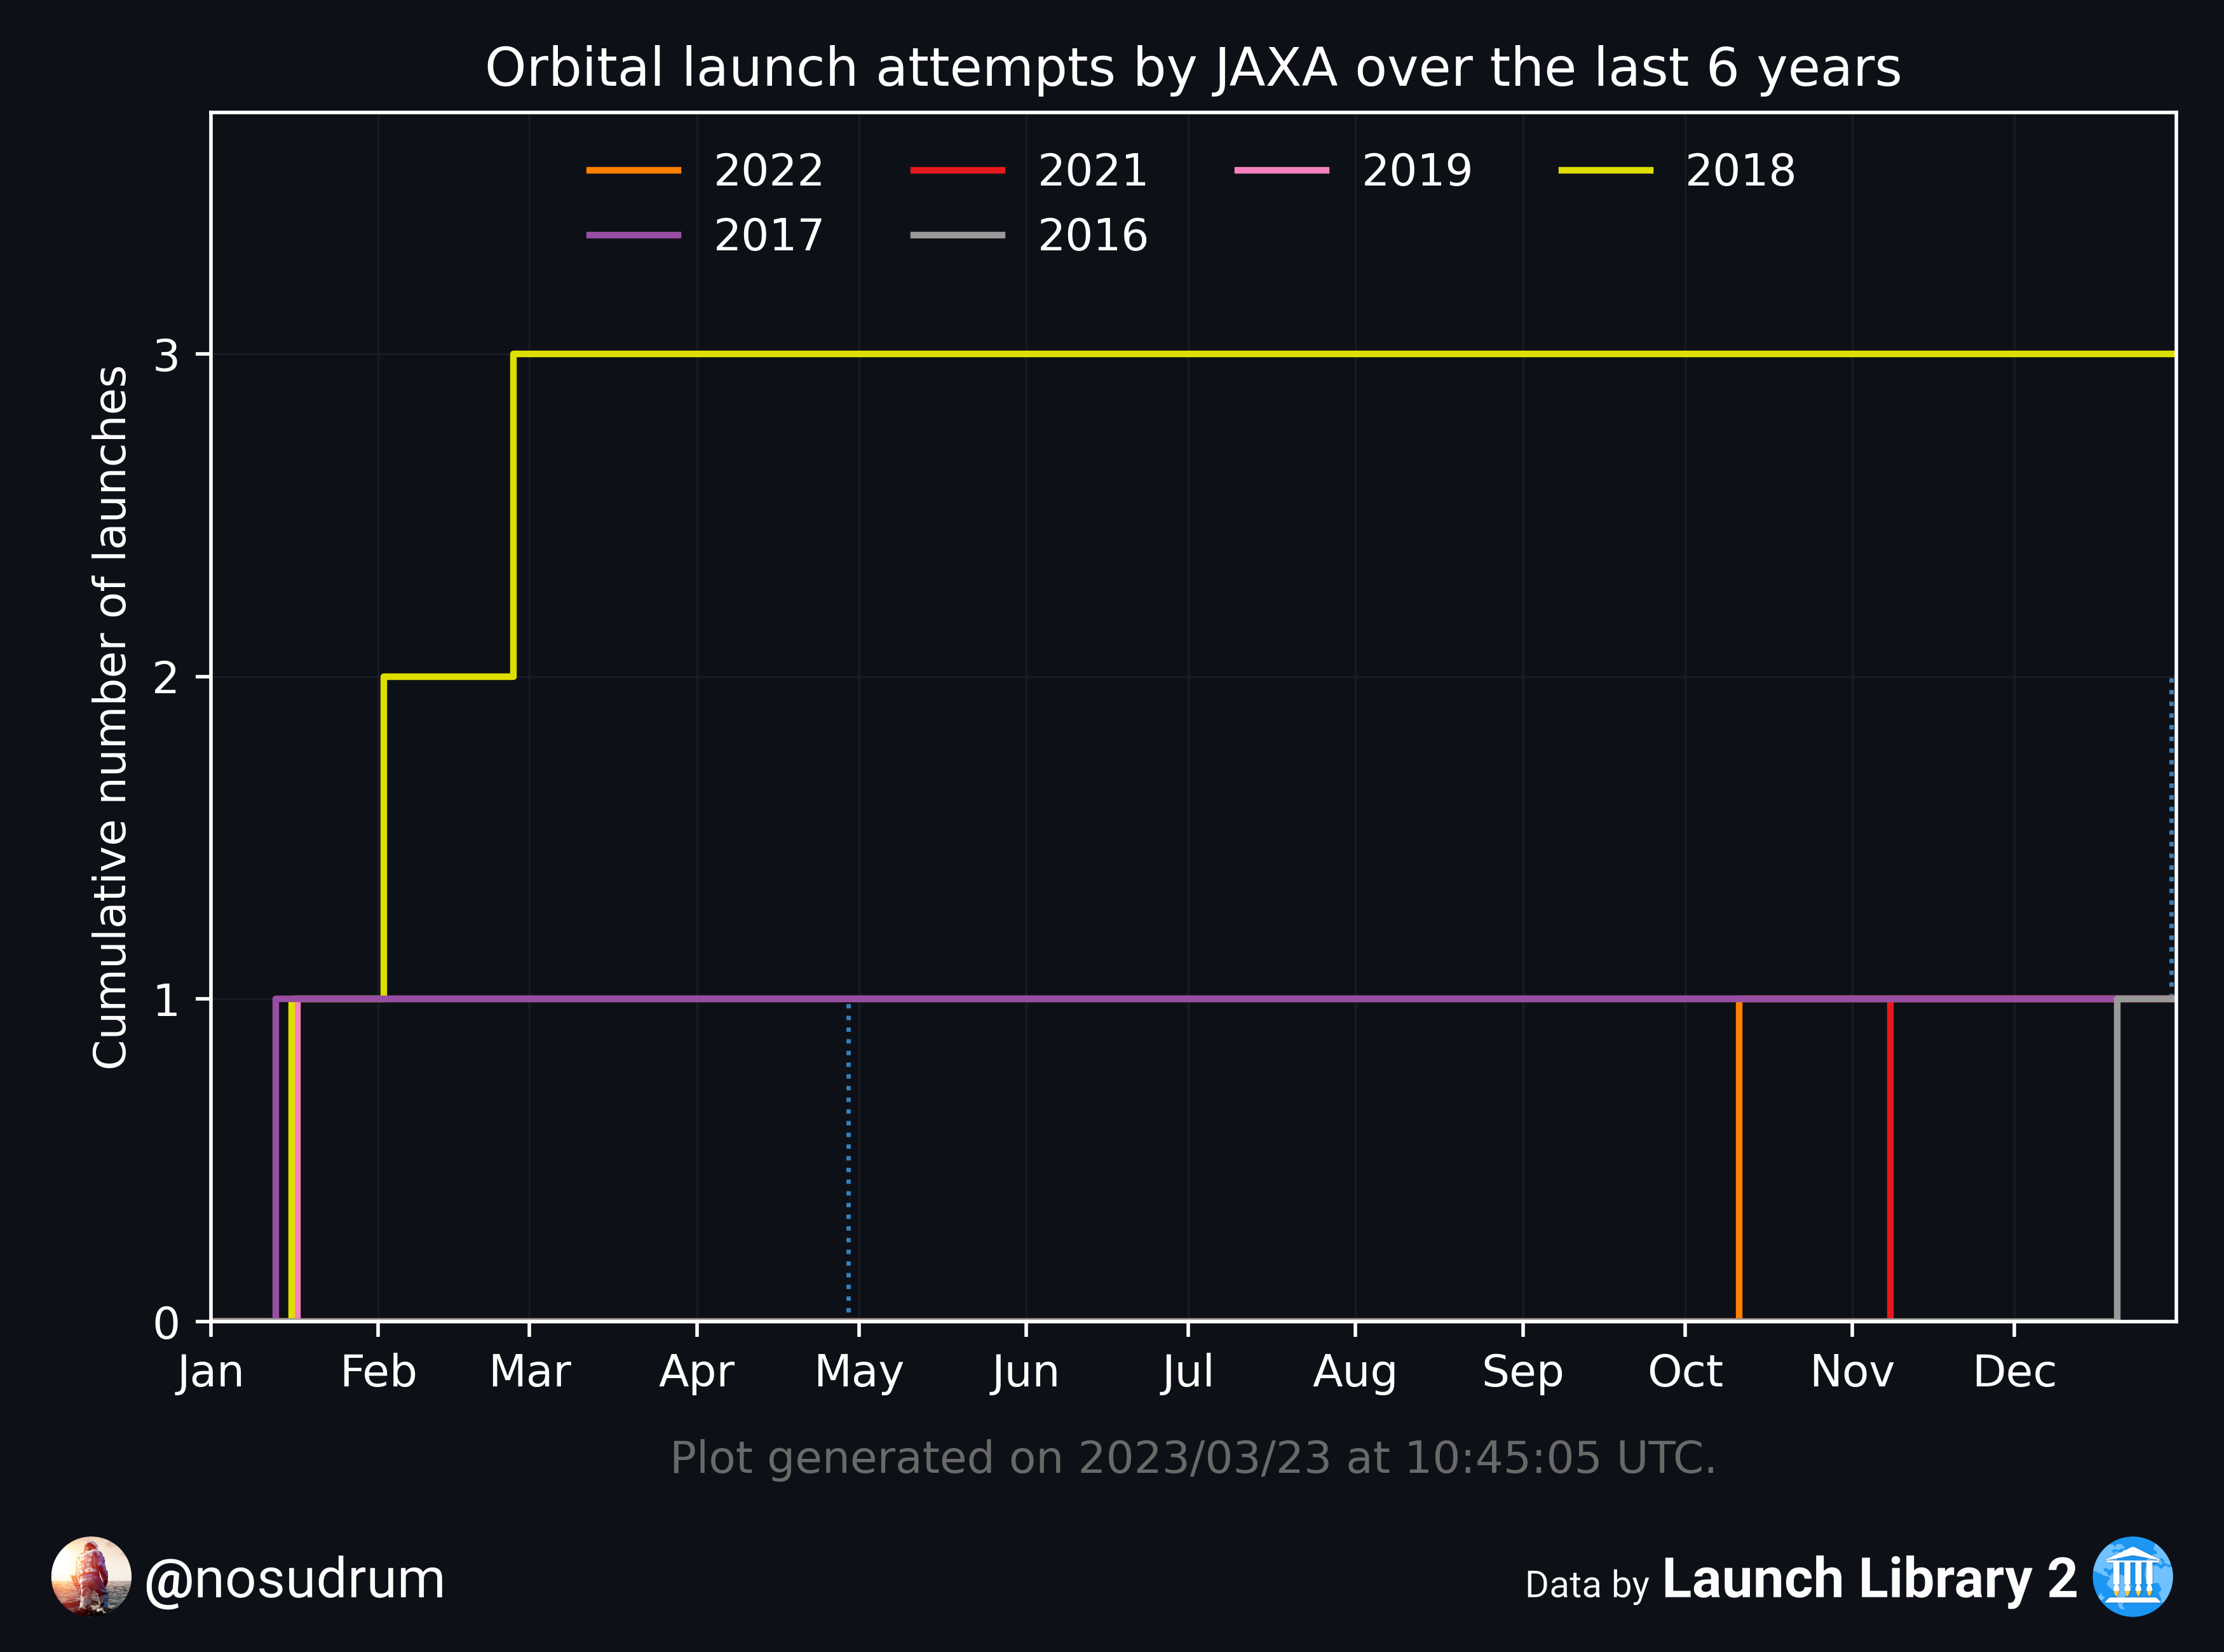 Orbital launch attempts by JAXA over the last 6 years
2022 2021 2019 2018
2017 2016
Cumulative number of launches
3
2
1
0
Jan Feb Mar Apr May Jun Jul Aug Sep Oct Nov Dec
Plot generated on 2023/03/23 at 10:45:05 UTC.
@nosudrum
Data by Launch Library 2